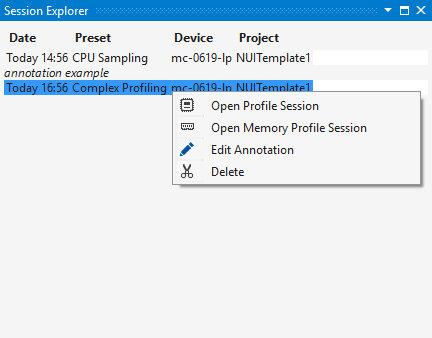 Session Explorer
Date Preset Device Project
Today 14:56 CPU Sampling mc-0619-lp NUITemplate1
annotation example
Today 16:56 Complex Profiling mc-0619-lp NUITemplate1
Open Profile Session
Open Memory Profile Session
Edit Annotation
Delete